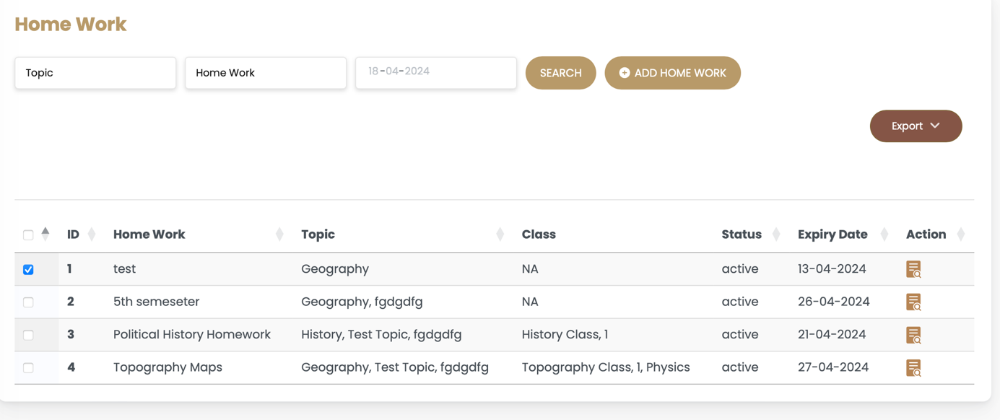 Home Work
Topic Home Work 18-04-2024 SEARCH ADD HOME WORK
Export
ID Home Work Topic Class Status Expiry Date Action
1 test Geography NA active 13-04-2024
2 5th semeseter Geography, fgdgdfg NA active 26-04-2024
3 Political History Homework History, Test Topic, fgdgdfg History Class, 1 active 21-04-2024
4 Topography Maps Geography, Test Topic, fgdgdfg Topography Class, 1, Physics active 27-04-2024